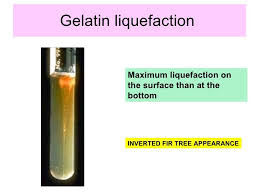 Gelatin liquefaction
Maximum liquefaction on
the surface than at the
bottom
INVERTED FIR TREE APPEARANCE